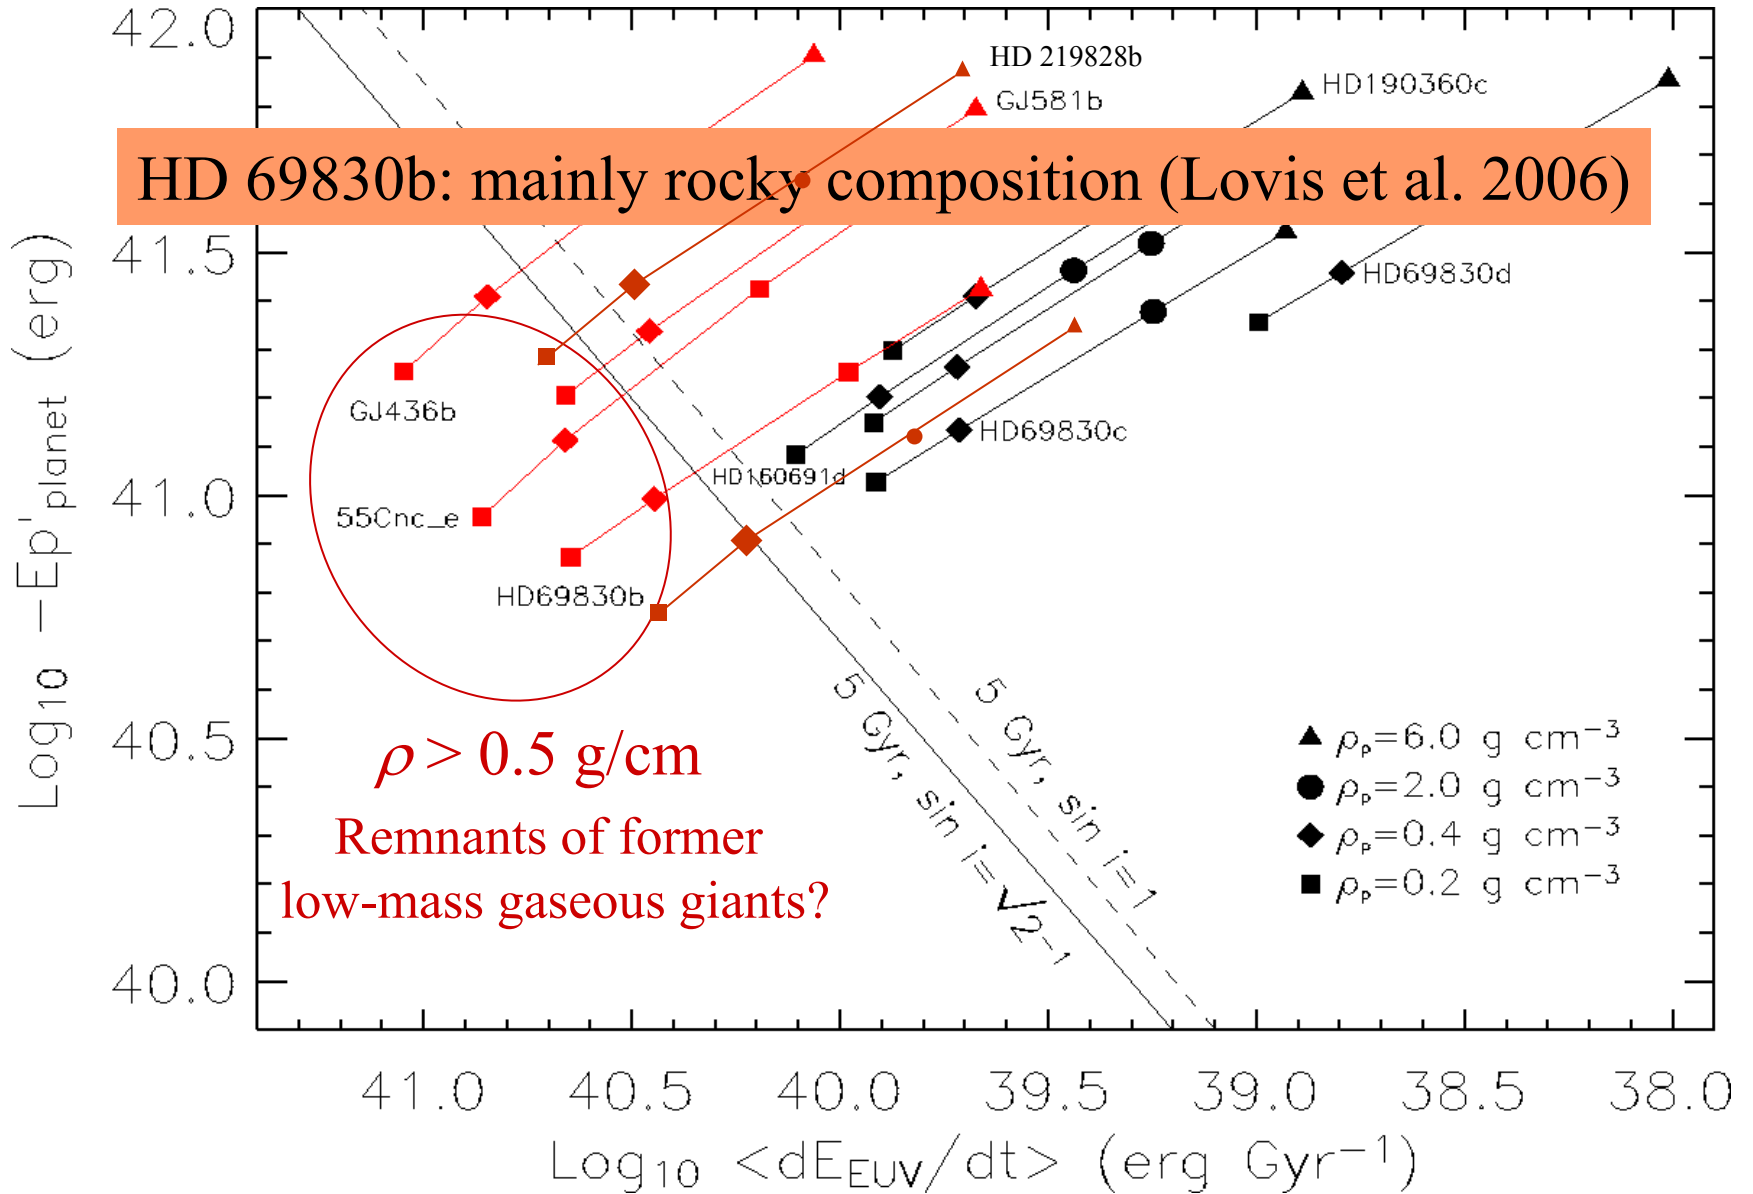 42.0
HD 219828b
GJ581b
HD190360c
HD 69830b: mainly rocky composition (Lovis et al. 2006)
41.5
HD69830d
GJ436b
HD69830c
HD160691d
41.0
55Cnc_e
HD69830b
5 Gyr, sin i=√2⁻¹
5 Gyr, sin i=1
40.5
ρ > 0.5 g/cm
Remnants of former
low-mass gaseous giants?
ρₚ=6.0 g cm⁻³
ρₚ=2.0 g cm⁻³
ρₚ=0.4 g cm⁻³
ρₚ=0.2 g cm⁻³
40.0
Log₁₀ −Ep'planet (erg)
41.0 40.5 40.0 39.5 39.0 38.5 38.0
Log₁₀ <dE_EUV/dt> (erg Gyr⁻¹)